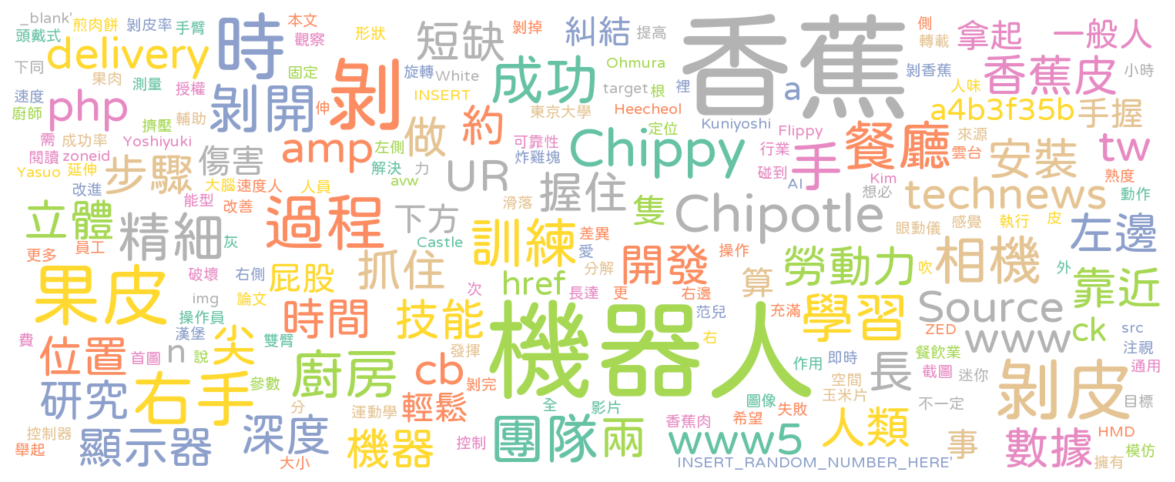 _blank' 煎肉餅 剝皮率 手臂 本文 形狀 剝掉 糾結 提高 香蕉 側 拿起 一般人
頭戴式 delivery 時 觀察 短缺 轉載
下同 果肉 測量 授權 固定 剝 旋轉 White 成功 Ohmura 根 裡 a 剝香蕉 香蕉皮 小時
速度 php 剝開 伸 INSERT target 東京大學 人味 a4b3f35b 手握
廚師 擠壓 輔助 做 約 Heecheol 定位 Kuniyoshi 來源
需 成功率 Yoshiyuki amp 左側 可靠性 Chippy Flippy 行業 手 餐廳 雲台 安裝 tw
閱讀 zoneid 步驟 傷害 解決 力 UR 炸雞塊 碰到 Kim 熟度
Yasuo 延伸 大腦 速度人 人員 avw 握住 隻 AI 想必 technews 動作
改進 能型 改善 過程 下方 滑落 Chipotle 眼動儀 感覺 執行 皮
立體 精細 灰 Castle 訓練 差異 愛 操作 勞動力 吹 相機 外 左邊
更多 員工 破壞 右側 屁股 抓住 分解 開發 算 靠近
果皮 img 論文 時間 技能 href 次 長達 更 右邊 范兒 充滿 學習 Source
操作員 漢堡 雙臂 發揮 機器人 右 ZED www ck src 注視
費 位置 首圖 n 說 尖 廚房 cb 作用 即時 餐飲業 截圖 迷你 通用
研究 右手 參數 輕鬆 空間 長 剝皮 目標
分 運動學 全 影片 圖像 玉米片 不一定
控制器 顯示器 深度 機器 控制 團隊 兩 香蕉肉 希望 失敗 www5 人類 事 數據 HMD 模仿
舉起 大小 INSERT_RANDOM_NUMBER_HERE' 擁有